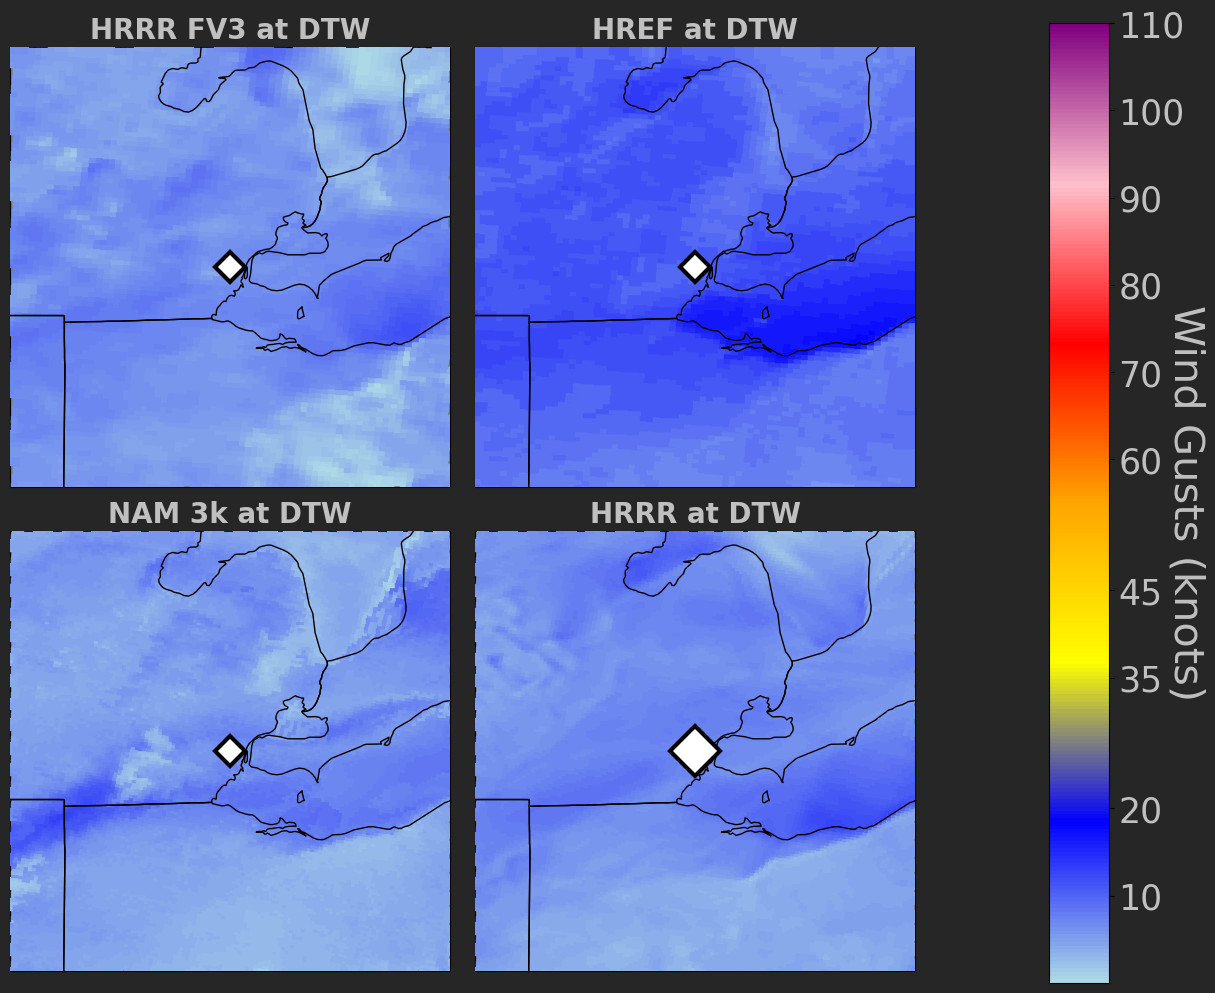 HRRR FV3 at DTW
HREF at DTW
NAM 3k at DTW
HRRR at DTW
110
100
90
80
70
60
45
35
20
10
Wind Gusts (knots)